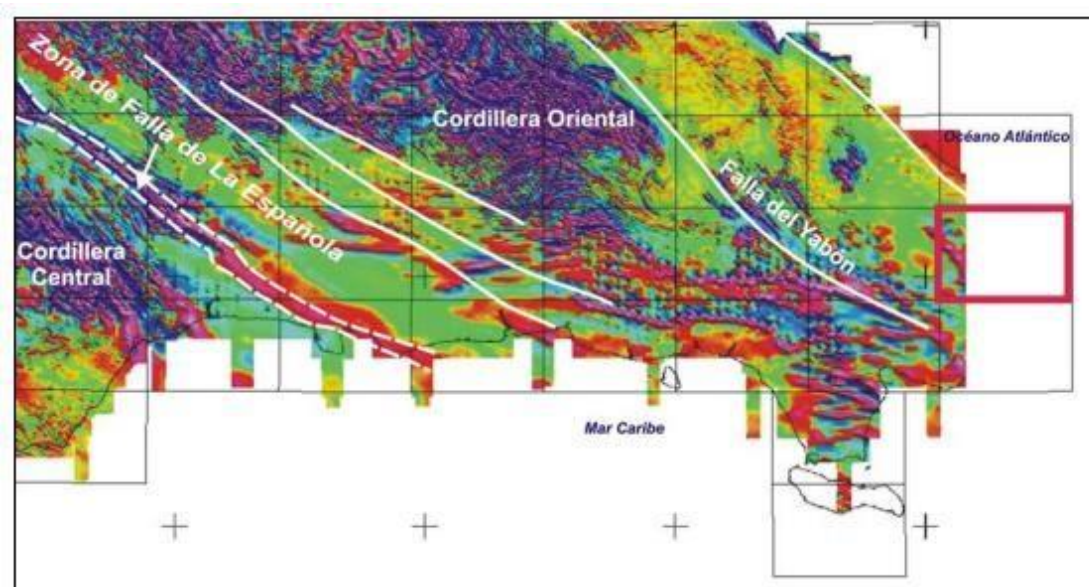 Zona de Falla de La Española
Cordillera Oriental
Océano Atlántico
Falla del Yabón
Cordillera
Central
Mar Caribe